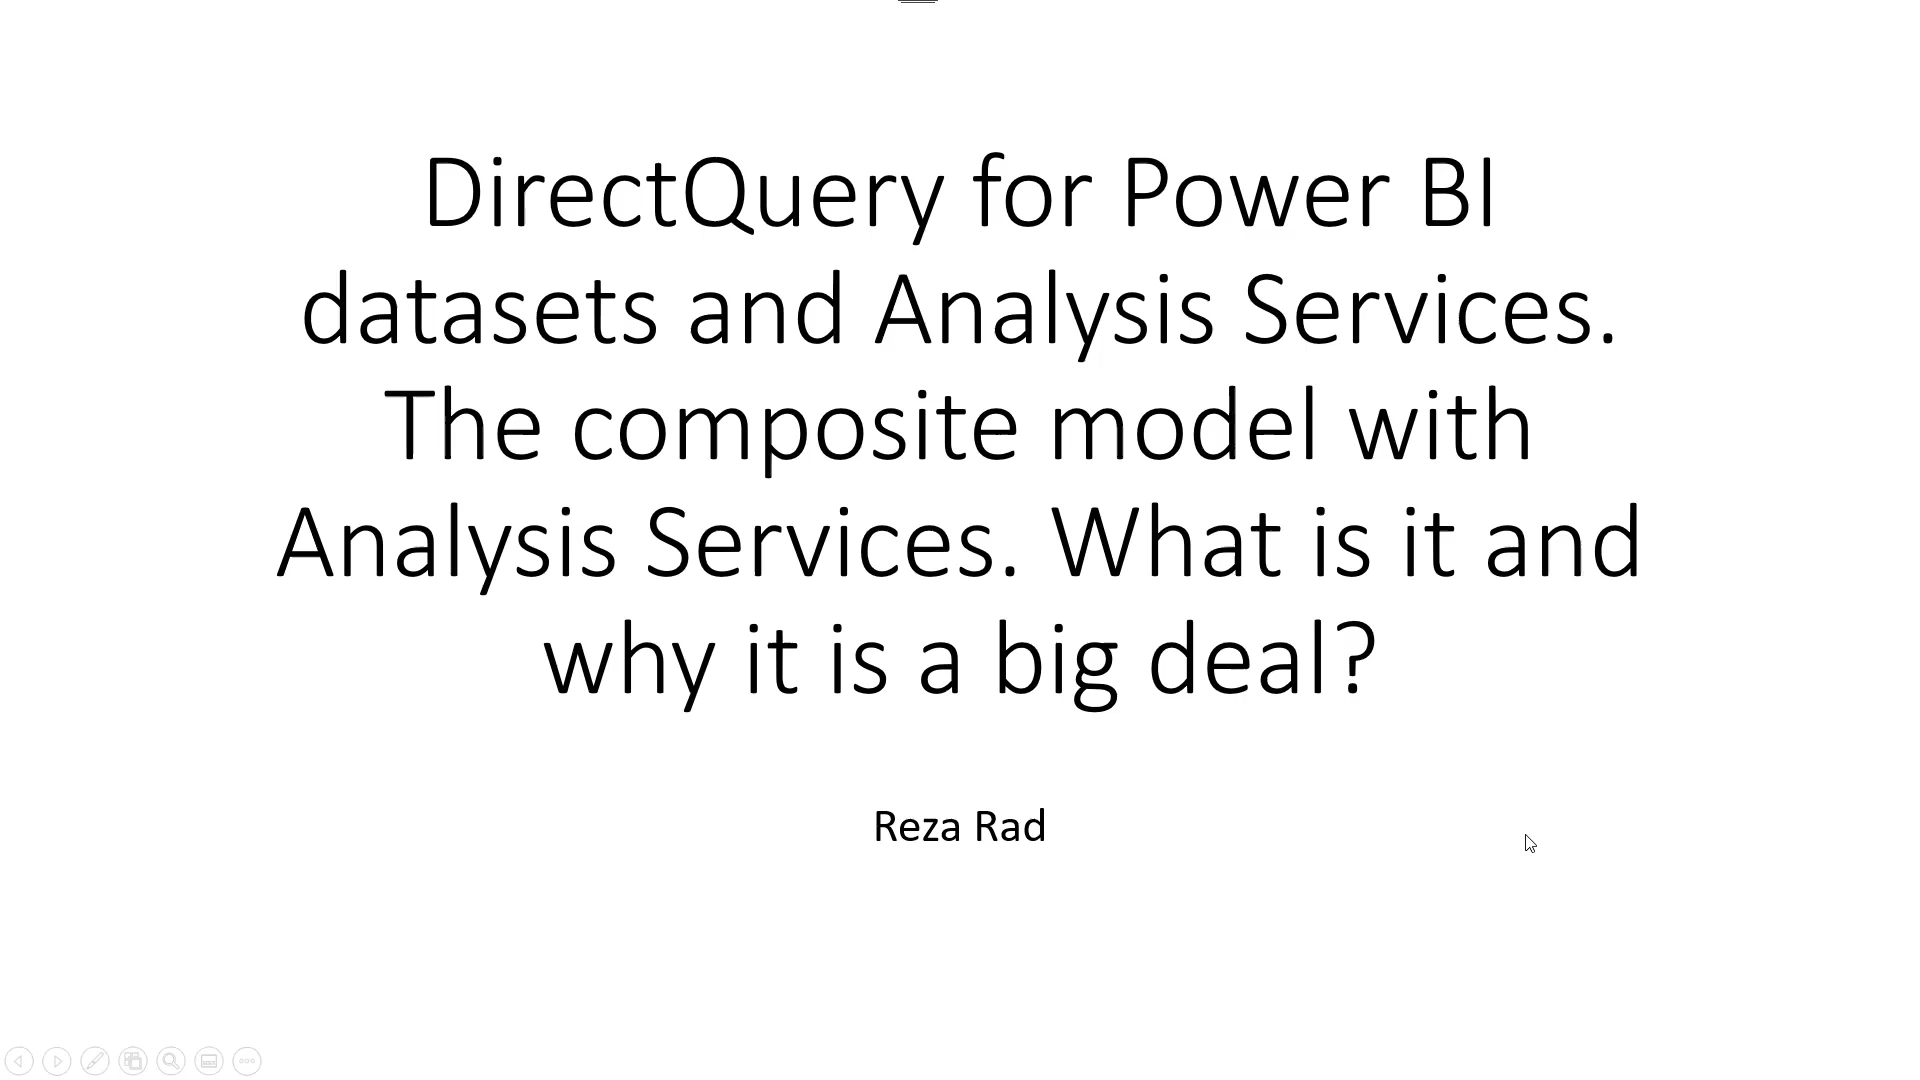 DirectQuery for Power BI
datasets and Analysis Services.
The composite model with
Analysis Services. What is it and
why it is a big deal?
Reza Rad